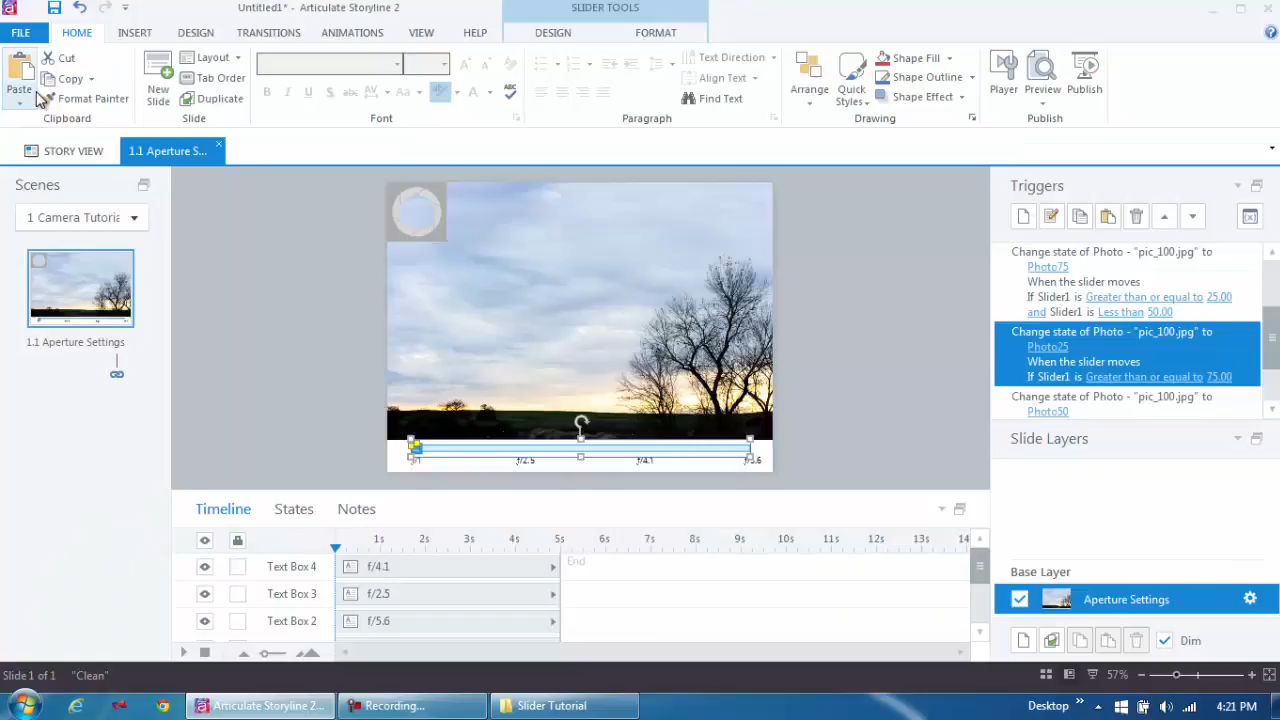 Untitled1* - Articulate Storyline 2
SLIDER TOOLS
FILE HOME INSERT DESIGN TRANSITIONS ANIMATIONS VIEW HELP DESIGN FORMAT
Paste
Cut
Copy
Format Painter
Clipboard
New Slide
Layout
Tab Order
Duplicate
Slide
Font
Text Direction
Align Text
Find Text
Paragraph
Arrange
Quick Styles
Shape Fill
Shape Outline
Shape Effect
Drawing
Player
Preview
Publish
Publish
STORY VIEW
1.1 Aperture S...
Scenes
1 Camera Tutoria
1.1 Aperture Settings
f/2.5 f/4.1
Triggers
Change state of Photo - "pic_100.jpg" to
Photo75
When the slider moves
If Slider1 is Greater than or equal to 25.00
and Slider1 is Less than 50.00
Change state of Photo - "pic_100.jpg" to
Photo25
When the slider moves
If Slider1 is Greater than or equal to 75.00
Change state of Photo - "pic_100.jpg" to
Photo50
Slide Layers
Base Layer
Aperture Settings
Dim
Timeline States Notes
1s 2s 3s 4s 5s 6s 7s 8s 9s 10s 11s 12s 13s 14
Text Box 4 f/4.1
End
Text Box 3 f/2.5
Text Box 2 f/5.6
Slide 1 of 1 "Clean"
57%
Articulate Storyline 2...
Recording...
Slider Tutorial
Desktop
4:21 PM